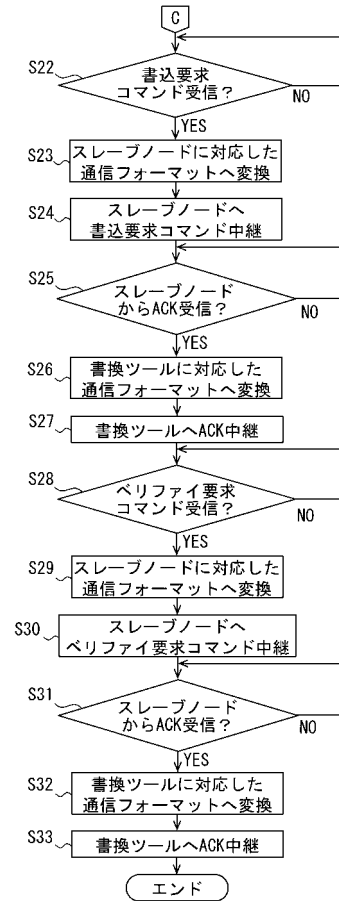 C
S22
書込要求
コマンド受信？
NO
YES
S23
スレーブノードに対応した
通信フォーマットへ変換
S24
スレーブノードへ
書込要求コマンド中継
S25
スレーブノード
からACK受信？
NO
YES
S26
書換ツールに対応した
通信フォーマットへ変換
S27
書換ツールへACK中継
S28
ベリファイ要求
コマンド受信？
NO
YES
S29
スレーブノードに対応した
通信フォーマットへ変換
S30
スレーブノードへ
ベリファイ要求コマンド中継
S31
スレーブノード
からACK受信？
NO
YES
S32
書換ツールに対応した
通信フォーマットへ変換
S33
書換ツールへACK中継
エンド